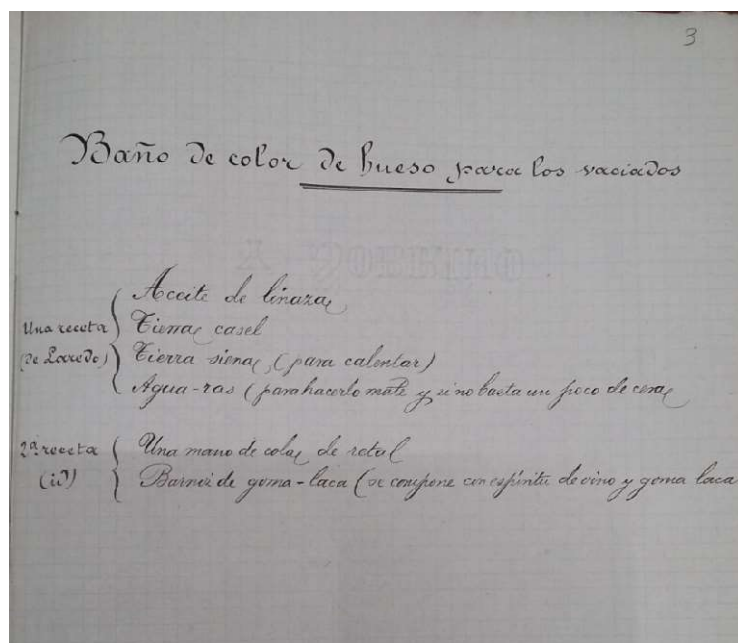 3
Baño de color de hueso para los vaciados
Aceite de linaza
Una receta
Tierra casel
(de Laredo)
Tierra siena, (para calentar)
Agua-ras (para hacerlo mate y si no basta un poco de cera
2ª receta
Una mano de cola de retal
(id)
Barniz de goma-laca (se compone con espíritu de vino y goma laca